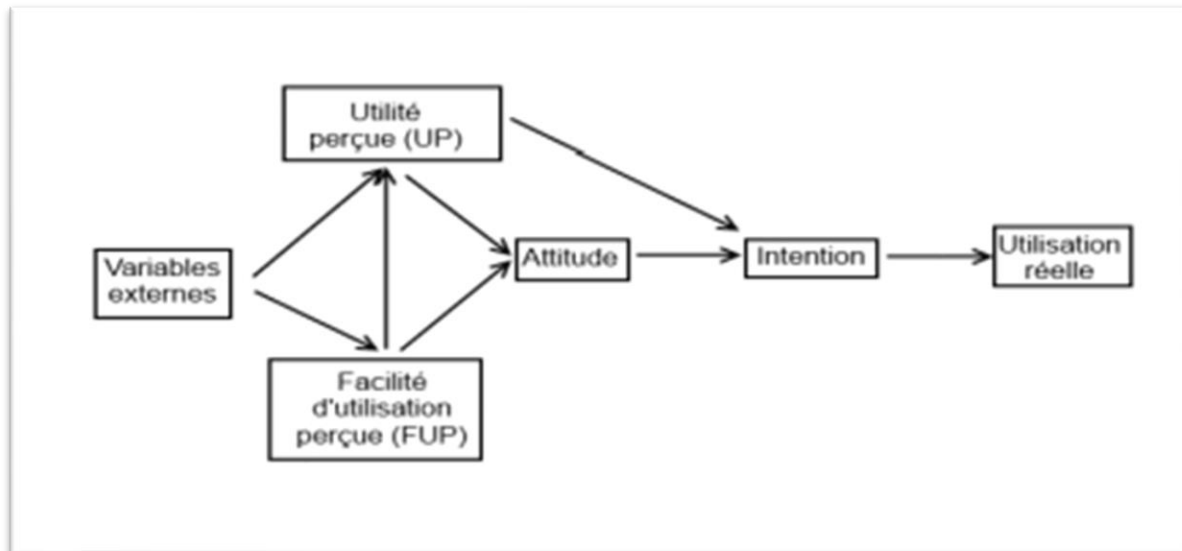 Utilité
perçue (UP)
Variables
externes
Attitude
Intention
Utilisation
réelle
Facilité
d'utilisation
perçue (FUP)